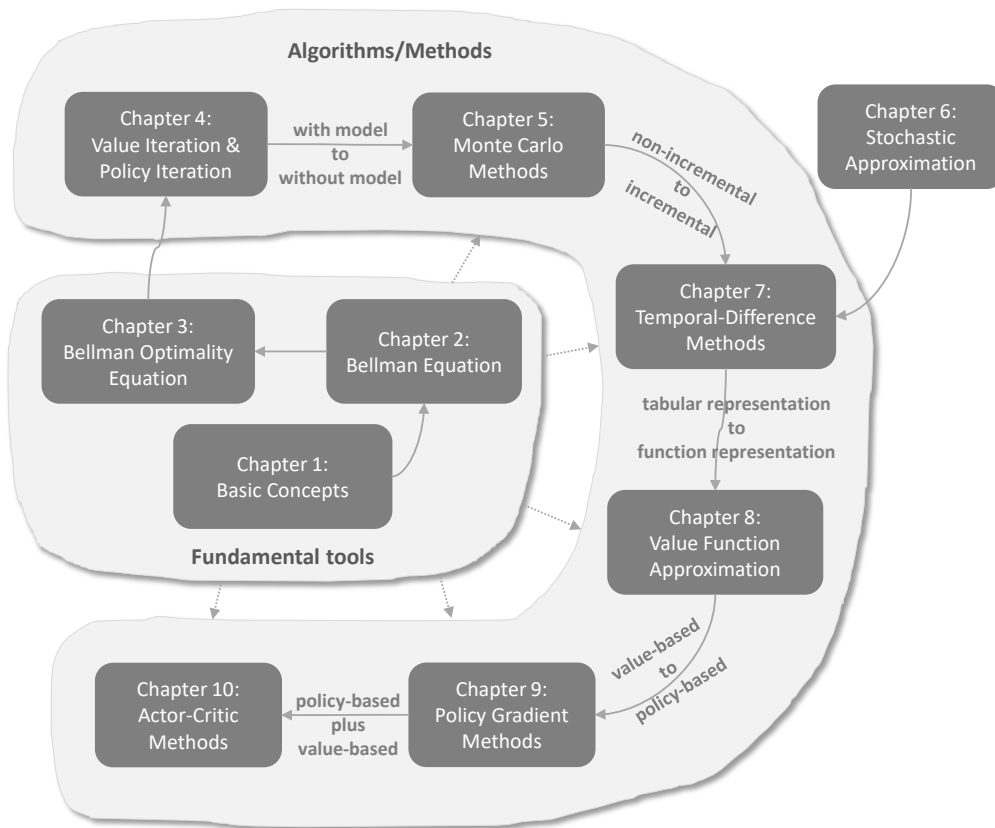 Algorithms/Methods
Chapter 4:
Value Iteration &
Policy Iteration
with model
to
without model
Chapter 5:
Monte Carlo
Methods
non-incremental
to
incremental
Chapter 6:
Stochastic
Approximation
Chapter 3:
Bellman Optimality
Equation
Chapter 2:
Bellman Equation
Chapter 1:
Basic Concepts
Fundamental tools
Chapter 7:
Temporal-Difference
Methods
tabular representation
to
function representation
Chapter 8:
Value Function
Approximation
value-based
to
policy-based
Chapter 9:
Policy Gradient
Methods
policy-based
plus
value-based
Chapter 10:
Actor-Critic
Methods